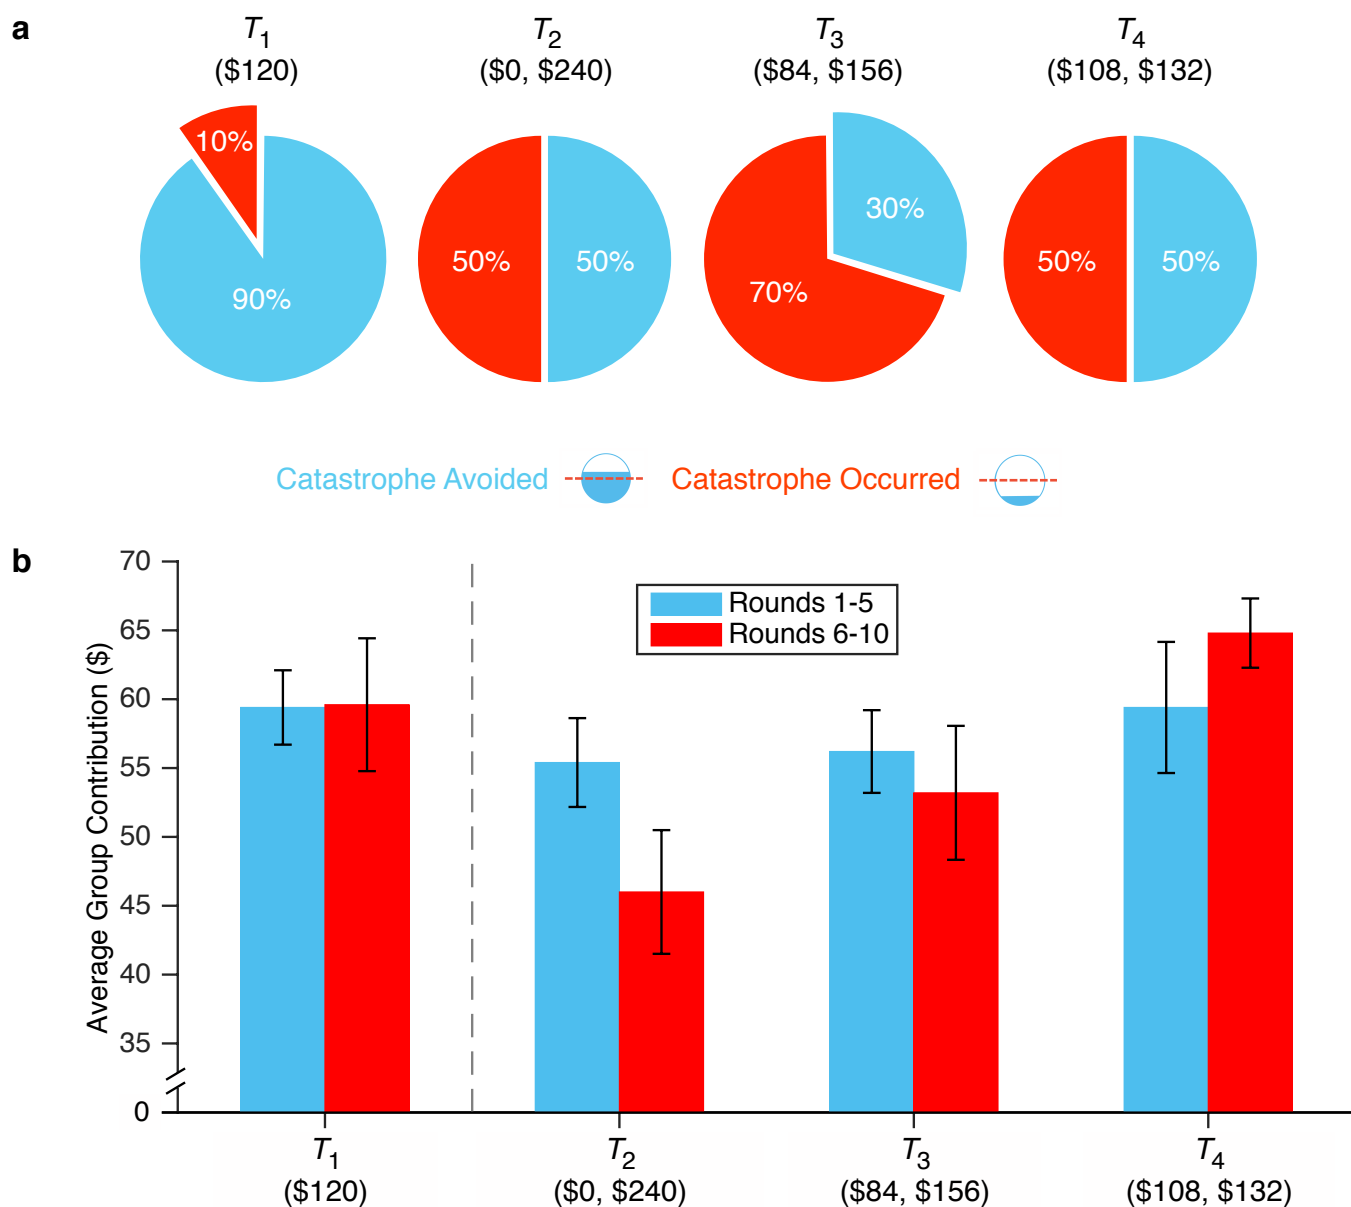 a
T1 T2 T3 T4
($120) ($0, $240) ($84, $156) ($108, $132)
10% 90%
50% 50%
30% 70%
50% 50%
Catastrophe Avoided Catastrophe Occurred
b
Average Group Contribution ($)
70
65
60
55
50
45
40
35
0
Rounds 1-5
Rounds 6-10
T1 T2 T3 T4
($120) ($0, $240) ($84, $156) ($108, $132)